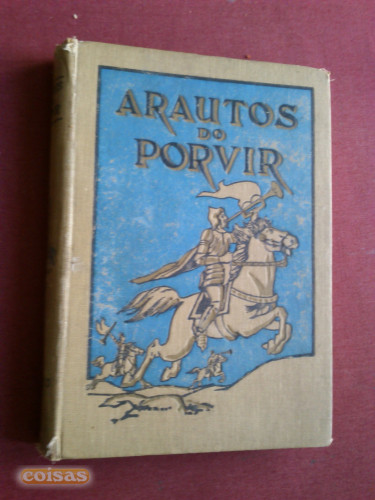 ARAUTOS
DO
PORVIR
coisas